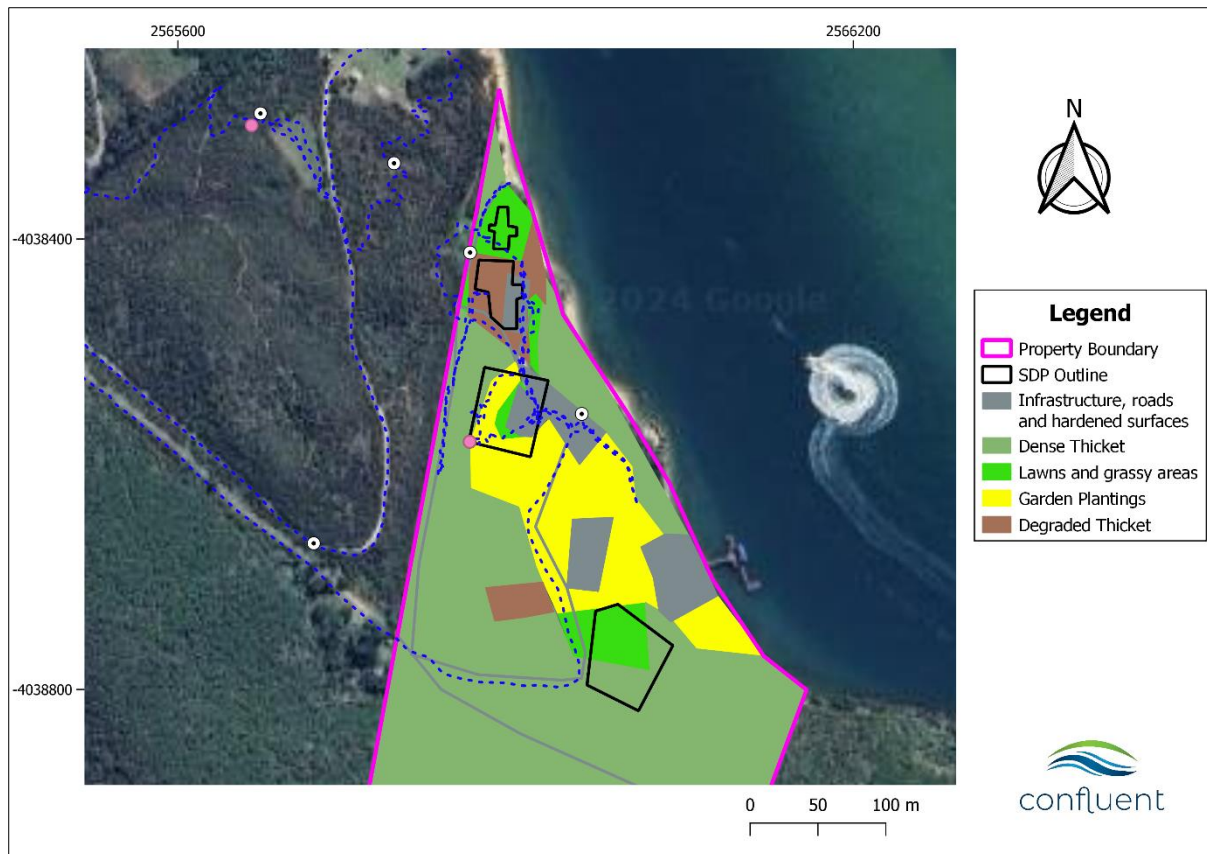 2565600
2566200
N
-4038400
2024 Google
Legend
Property Boundary
SDP Outline
Infrastructure, roads
and hardened surfaces
Dense Thicket
Lawns and grassy areas
Garden Plantings
Degraded Thicket
-4038800
0 50 100 m
confluent